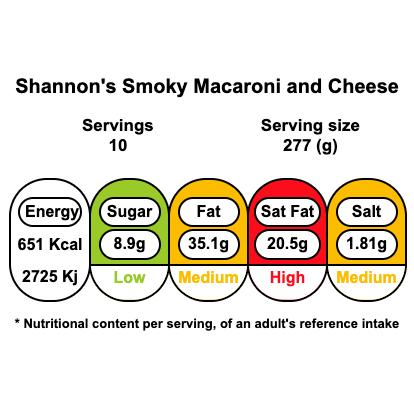 Shannon's Smoky Macaroni and Cheese
Servings
10
Serving size
277 (g)
Energy
651 Kcal
2725 Kj
Sugar
8.9g
Low
Fat
35.1g
Medium
Sat Fat
20.5g
High
Salt
1.81g
Medium
* Nutritional content per serving, of an adult's reference intake